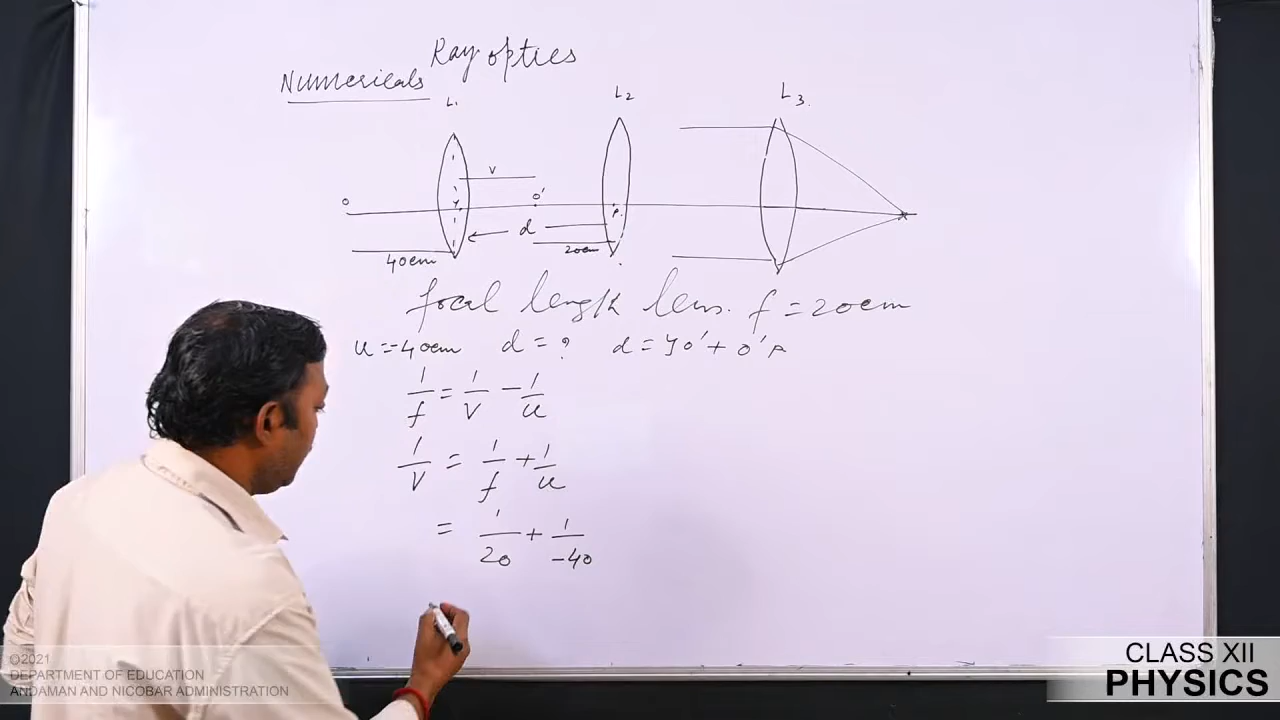 Ray optics
Numericals
L1
L2
L3.
v
O
O'
Y
P
d
40cm
20cm
focal length lens. f = 20cm
u = -40cm d = ? d = YO' + O'P
1/f = 1/v - 1/u
1/v = 1/f + 1/u
= 1/20 + 1/-40
©2021
DEPARTMENT OF EDUCATION
ANDAMAN AND NICOBAR ADMINISTRATION
CLASS XII
PHYSICS